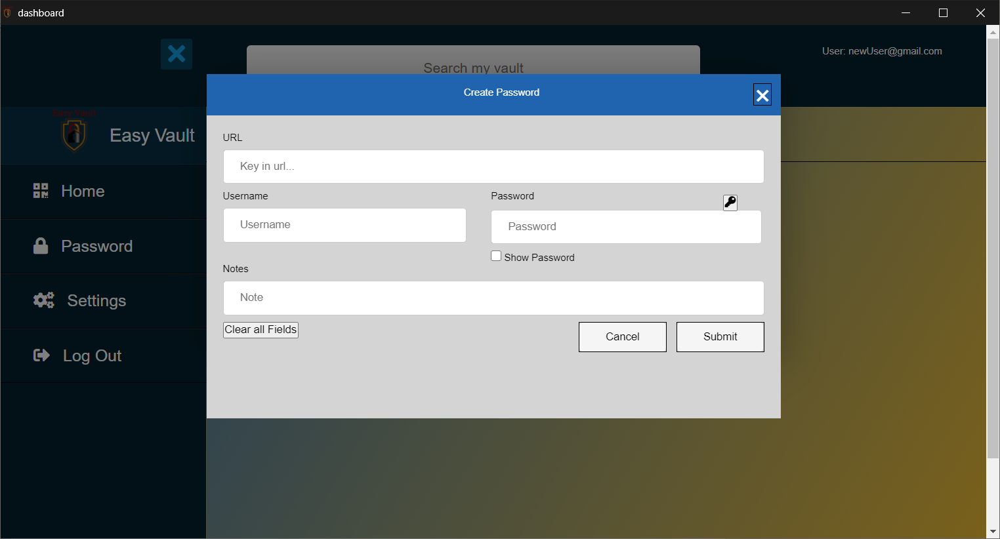 dashboard
Search my vault
User: newUser@gmail.com
Create Password
Easy Vault
Easy Vault
URL
Key in url...
Home
Username
Password
Username
Password
Password
Show Password
Notes
Note
Settings
Clear all Fields
Cancel
Submit
Log Out